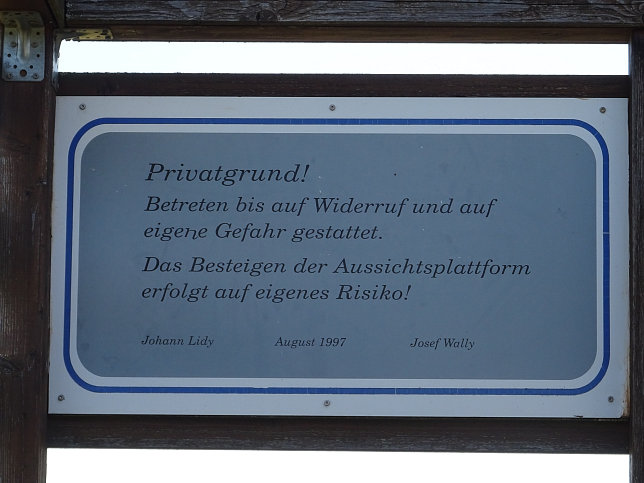 Privatgrund!
Betreten bis auf Widerruf und auf
eigene Gefahr gestattet.
Das Besteigen der Aussichtsplattform
erfolgt auf eigenes Risiko!
Johann Lidy August 1997 Josef Wally